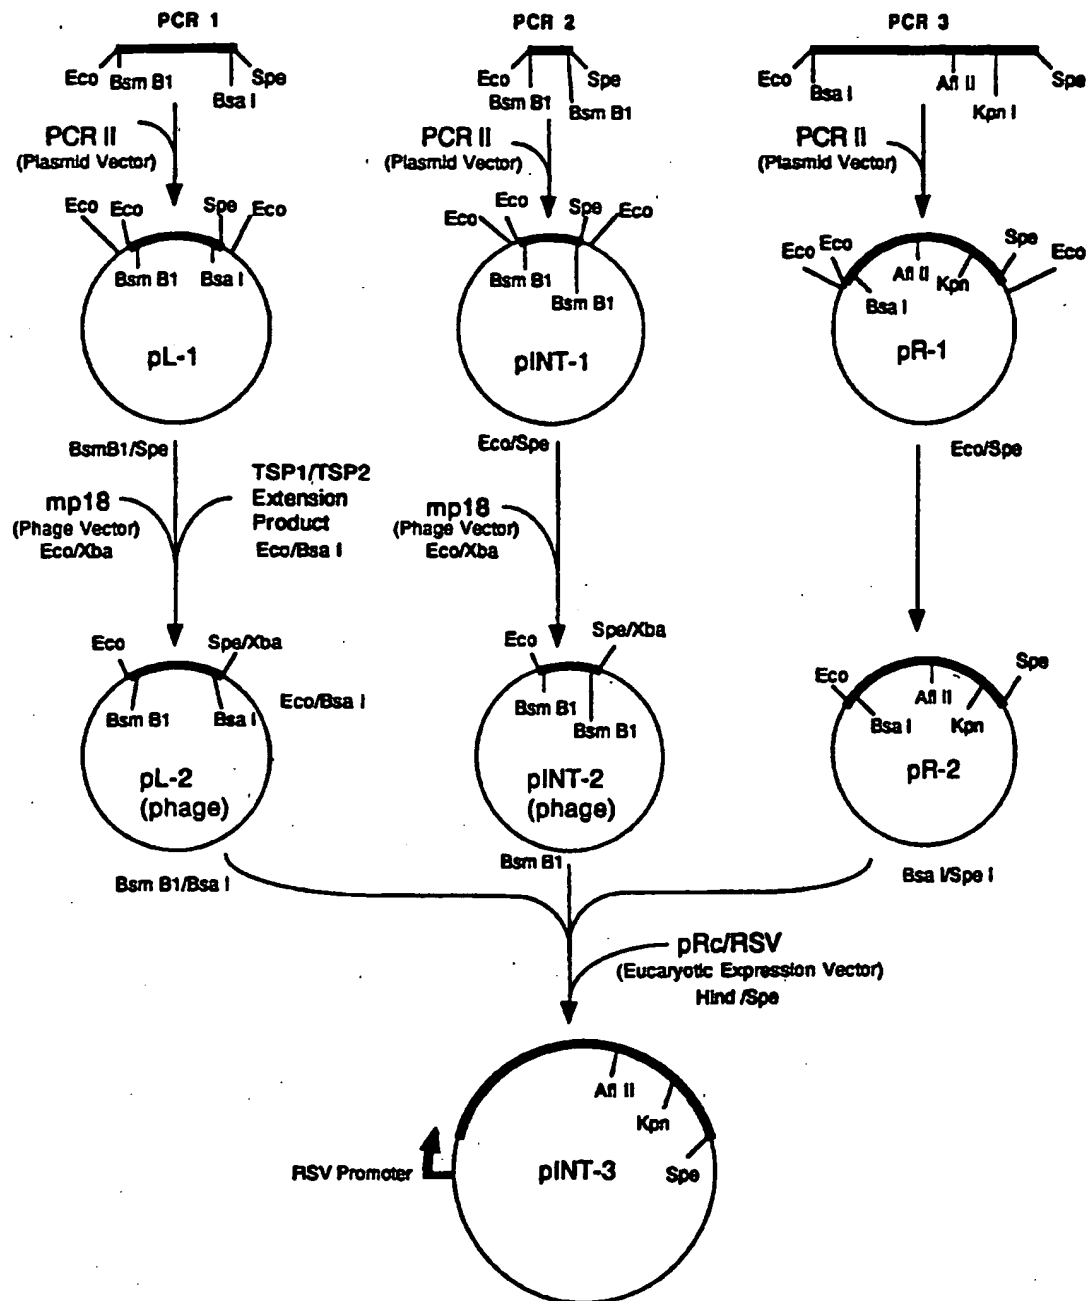 PCR 1
PCR 2
PCR 3
Eco
Bsm B1
Bsa I
Spe
Eco
Bsm B1
Bsm B1
Spe
Eco
Bsa I
Afl II
Kpn I
Spe
PCR II
(Plasmid Vector)
PCR II
(Plasmid Vector)
PCR II
(Plasmid Vector)
Eco
Eco
Spe
Eco
Bsm B1
Bsa I
pL-1
Eco
Eco
Spe
Eco
Bsm B1
Bsm B1
pINT-1
Eco
Eco
Spe
Eco
Bsa I
Afl II
Kpn
pR-1
BsmB1/Spe
mp18
(Phage Vector)
Eco/Xba
TSP1/TSP2
Extension
Product
Eco/Bsa I
Eco/Spe
mp18
(Phage Vector)
Eco/Xba
Eco/Spe
Eco
Spe/Xba
Bsm B1
Bsa I
Eco/Bsa I
pL-2
(phage)
Eco
Spe/Xba
Bsm B1
Bsm B1
pINT-2
(phage)
Eco
Spe
Bsa I
Afl II
Kpn
pR-2
Bsm B1/Bsa I
Bsm B1
Bsa I/Spe I
pRc/RSV
(Eucaryotic Expression Vector)
Hind /Spe
Afl II
Kpn
Spe
RSV Promoter
pINT-3